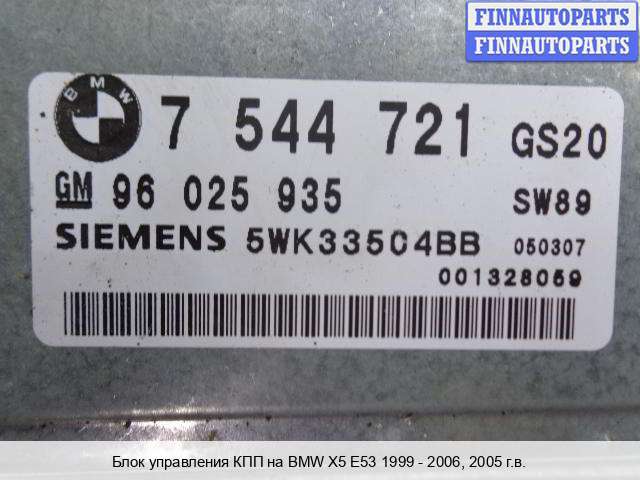 FINNAUTOPARTS
FINNAUTOPARTS
BMW
7 544 721 GS20
GM 96 025 935 SW89
SIEMENS 5WK33504BB 050307
001328059
Блок управления КПП на BMW X5 E53 1999 - 2006, 2005 г.в.